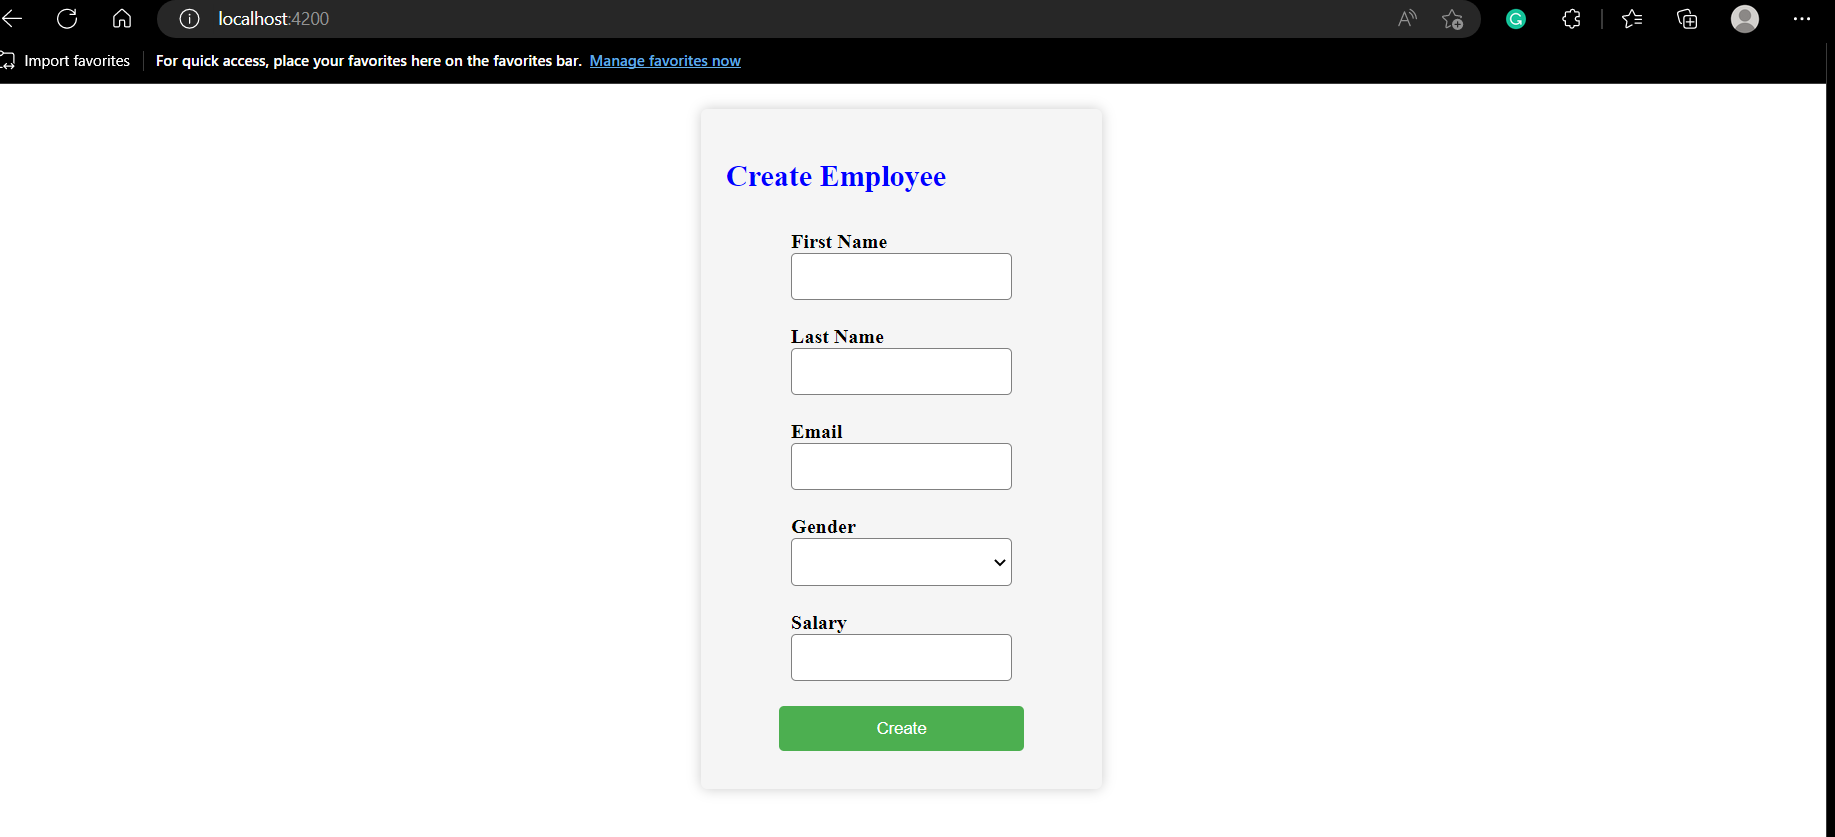 localhost:4200
Import favorites
For quick access, place your favorites here on the favorites bar. Manage favorites now
Create Employee
First Name
Last Name
Email
Gender
Salary
Create